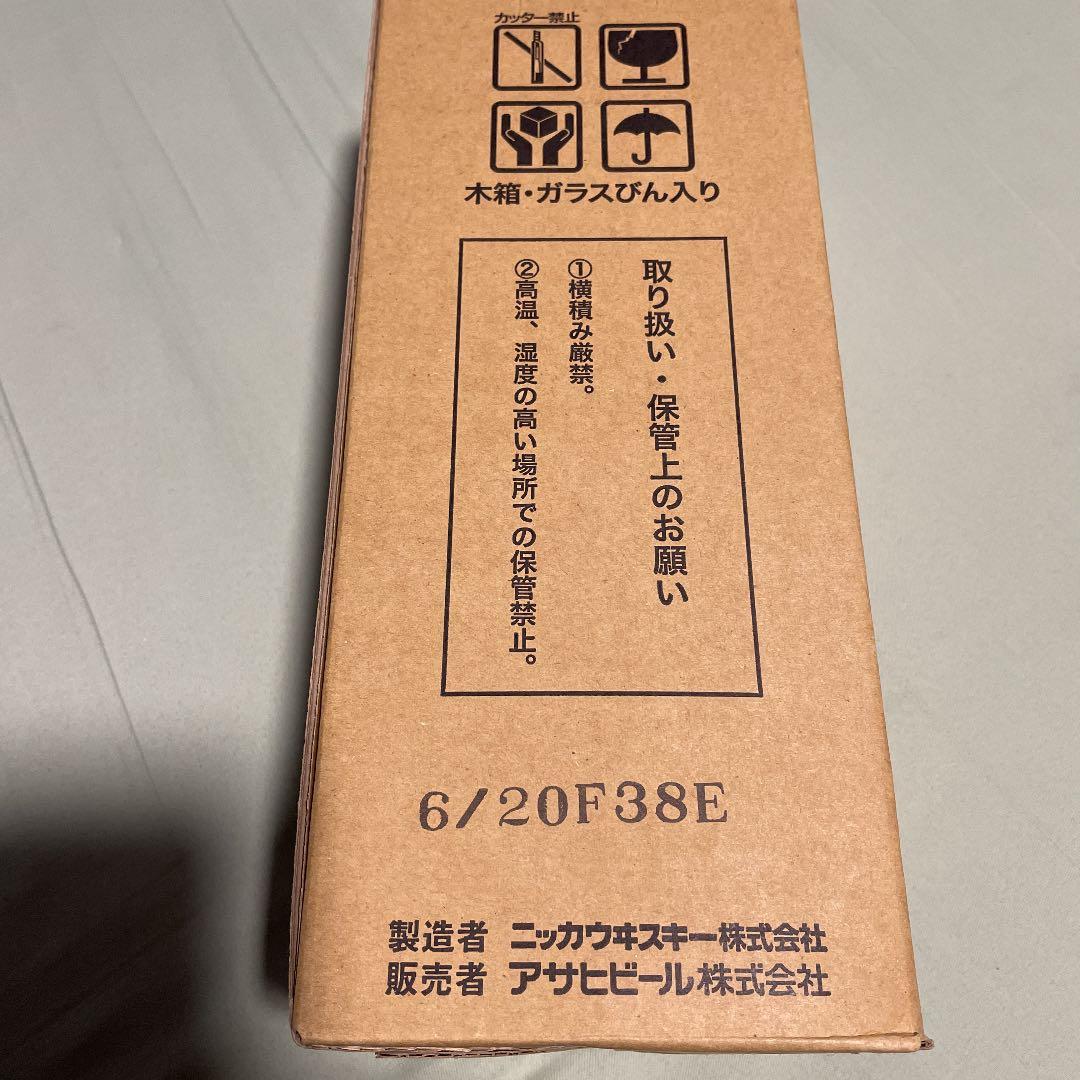 カッター禁止
木箱・ガラスびん入り
取り扱い・保管上のお願い
①横積み厳禁。
②高温、湿度の高い場所での保管禁止。
6/20F38E
製造者 ニッカウヰスキー株式会社
販売者 アサヒビール株式会社